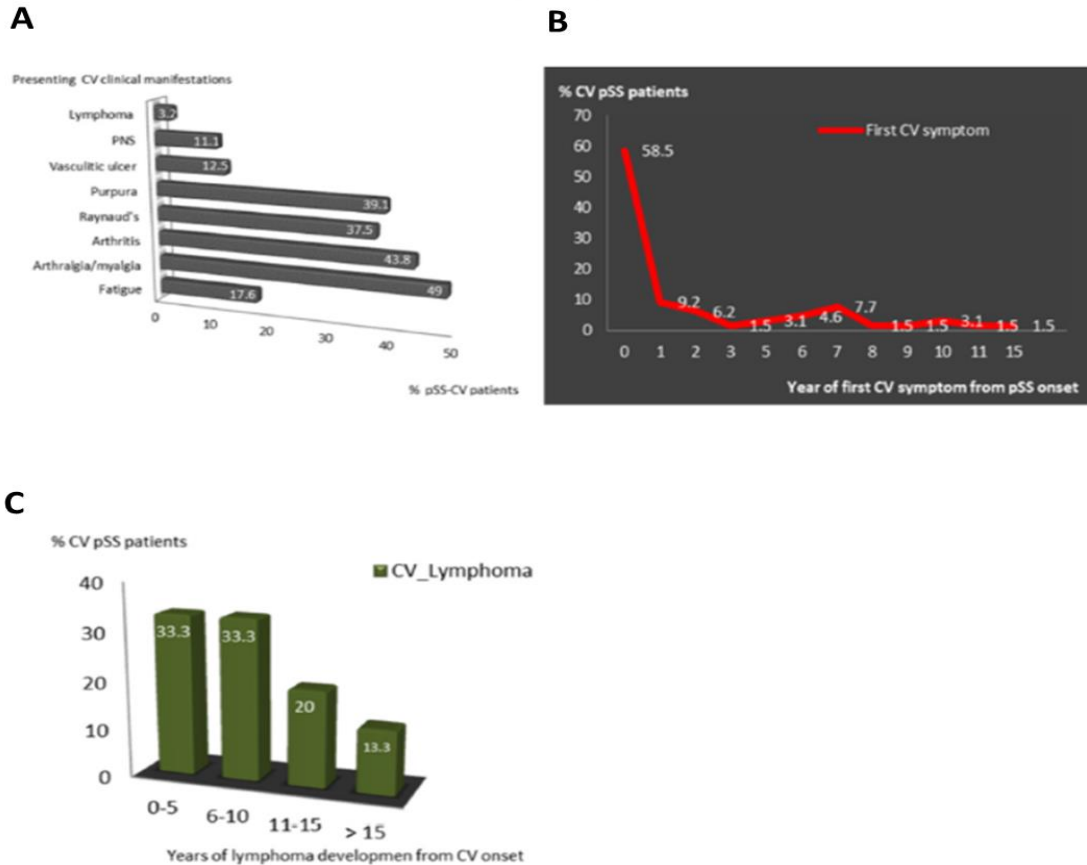 A
Presenting CV clinical manifestations
Lymphoma 3.2
PNS 11.1
Vasculitic ulcer 12.5
Purpura 39.1
Raynaud's 37.5
Arthritis 43.8
Arthralgia/myalgia 49
Fatigue 17.6
0 10 20 30 40 50
% pSS-CV patients
B
% CV pSS patients
First CV symptom
70
60
50
40
30
20
10
0
58.5 9.2 6.2 1.5 3.1 4.6 7.7 1.5 1.5 3.1 1.5 1.5
0 1 2 3 5 6 7 8 9 10 11 15
Year of first CV symptom from pSS onset
C
% CV pSS patients
CV_Lymphoma
40
30
20
10
0
33.3 33.3 20 13.3
0-5 6-10 11-15 > 15
Years of lymphoma developmen from CV onset